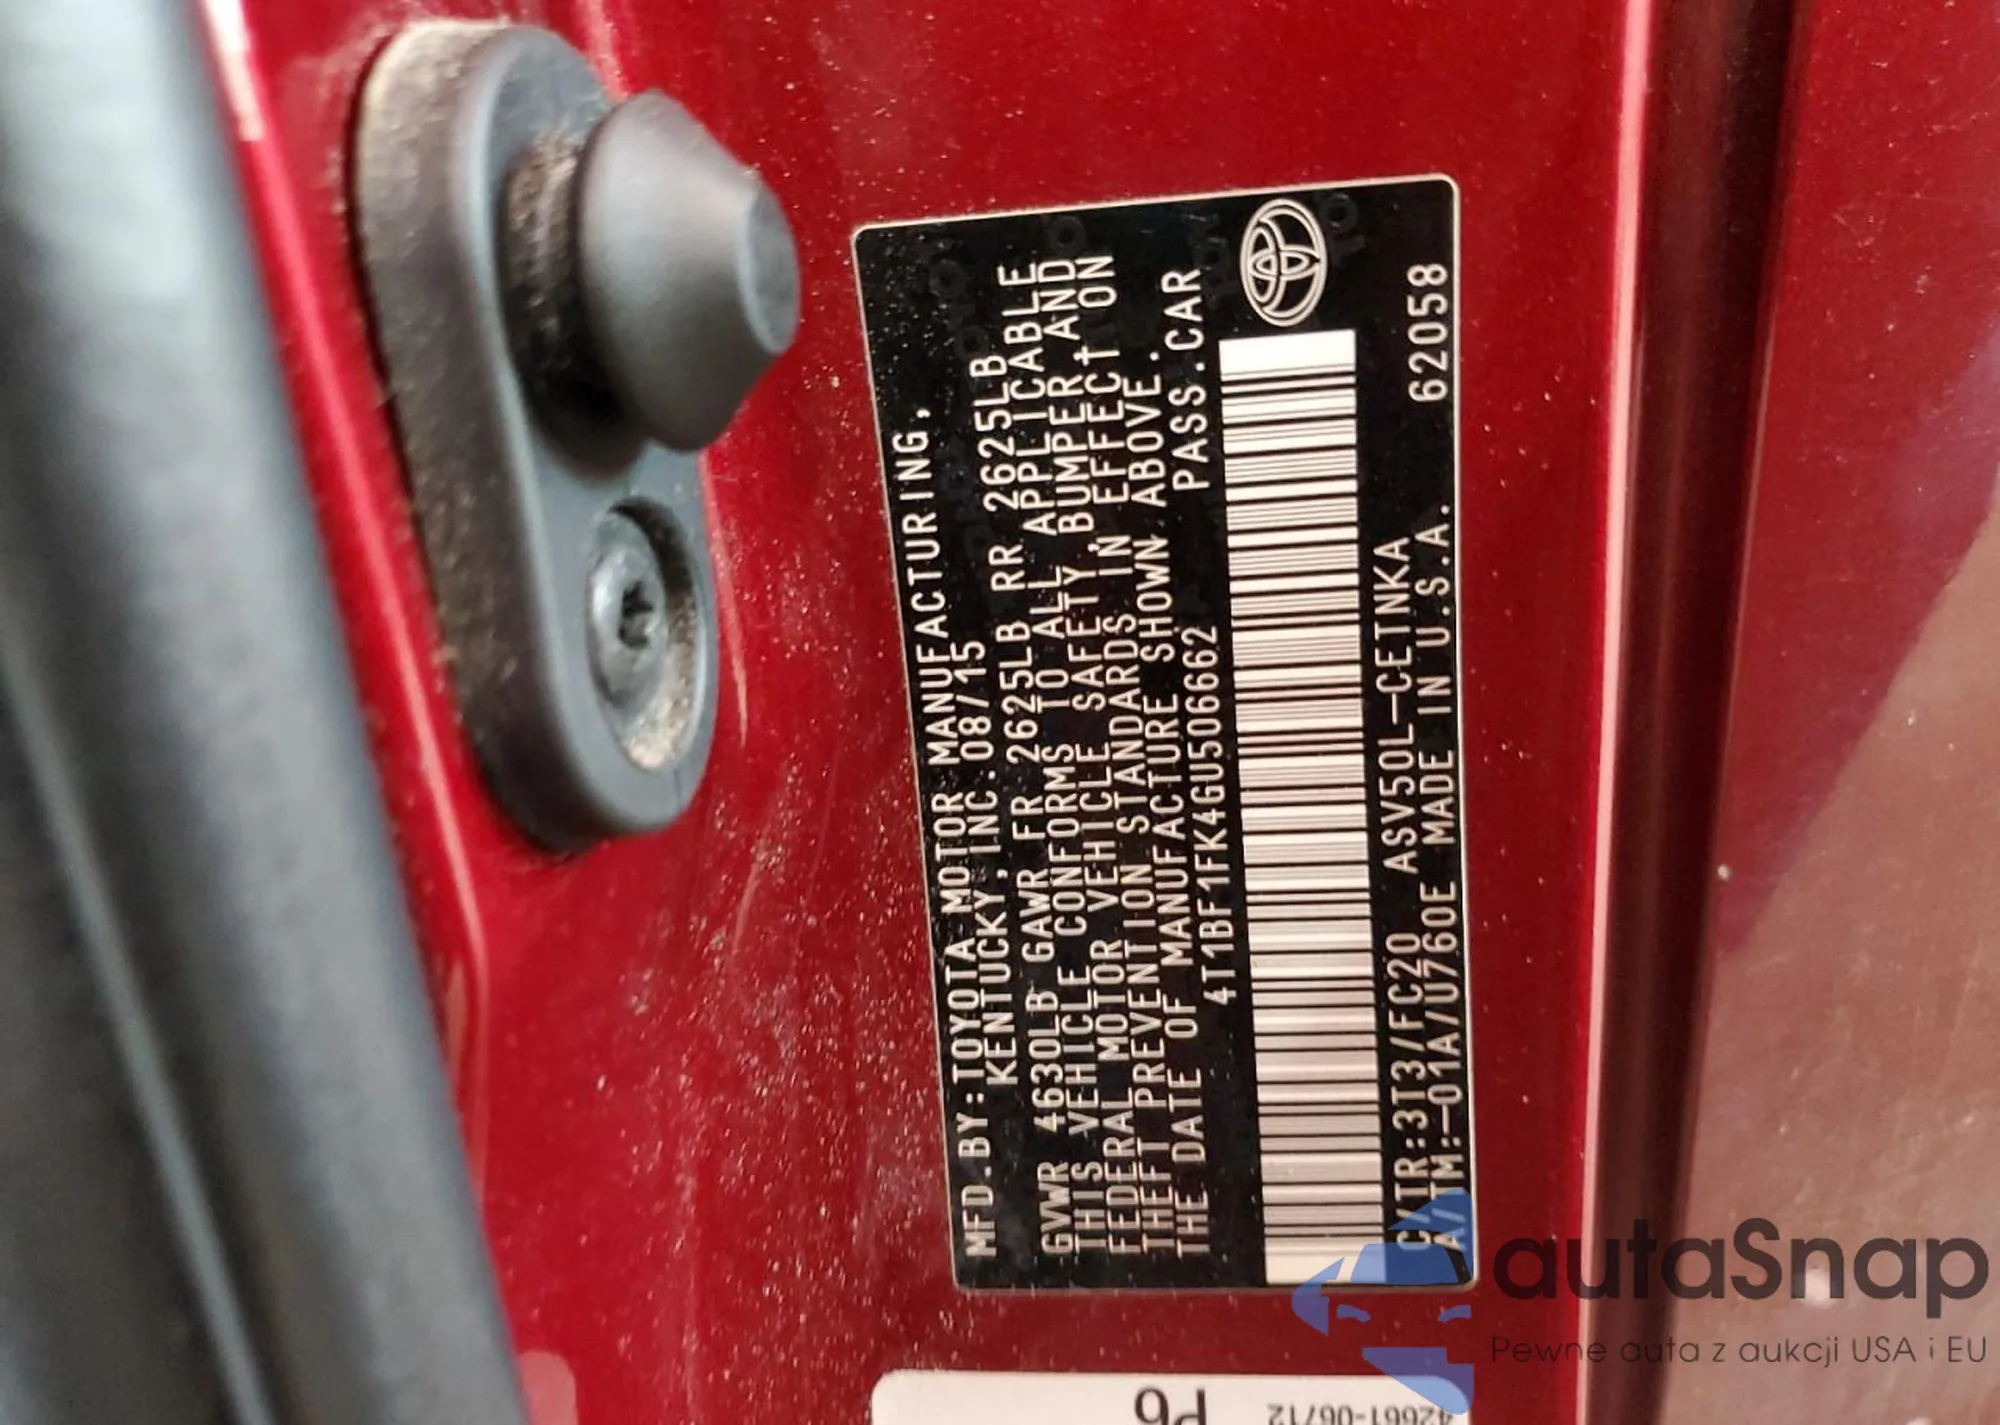 MFD.BY:TOYOTA MOTOR MANUFACTURING,
KENTUCKY,INC.08/15
GVWR 4630LB GAWR FR 2625LB RR 2625LB
THIS VEHICLE CONFORMS TO ALL APPLICABLE
FEDERAL MOTOR VEHICLE SAFETY, BUMPER, AND
THEFT PREVENTION STANDARDS IN EFFECT ON
THE DATE OF MANUFACTURE SHOWN ABOVE.
4T1BF1FK4GU506662 PASS.CAR
C/TR:3T3/FC20 ASV50L-CETNKA 62058
A/TM:-01A/U760E MADE IN U.S.A.
P6
42661-06712
autaSnap
Pewne auta z aukcji USA i EU